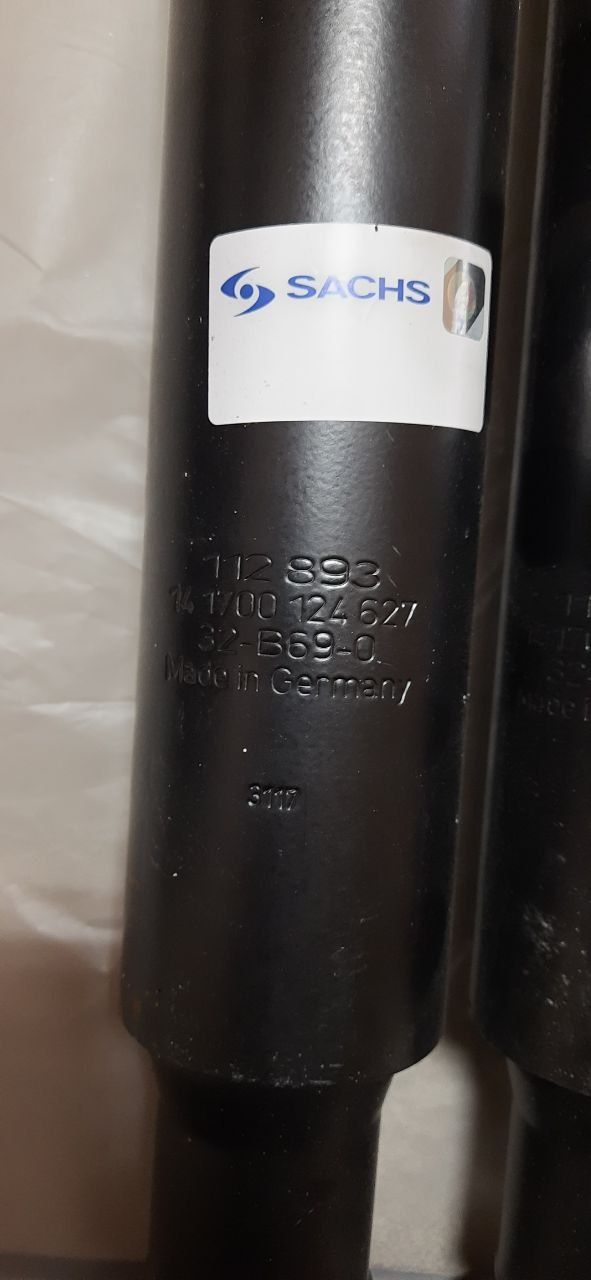 SACHS
112 893
14 1700 124 627
32-B69-0
Made in Germany
3117